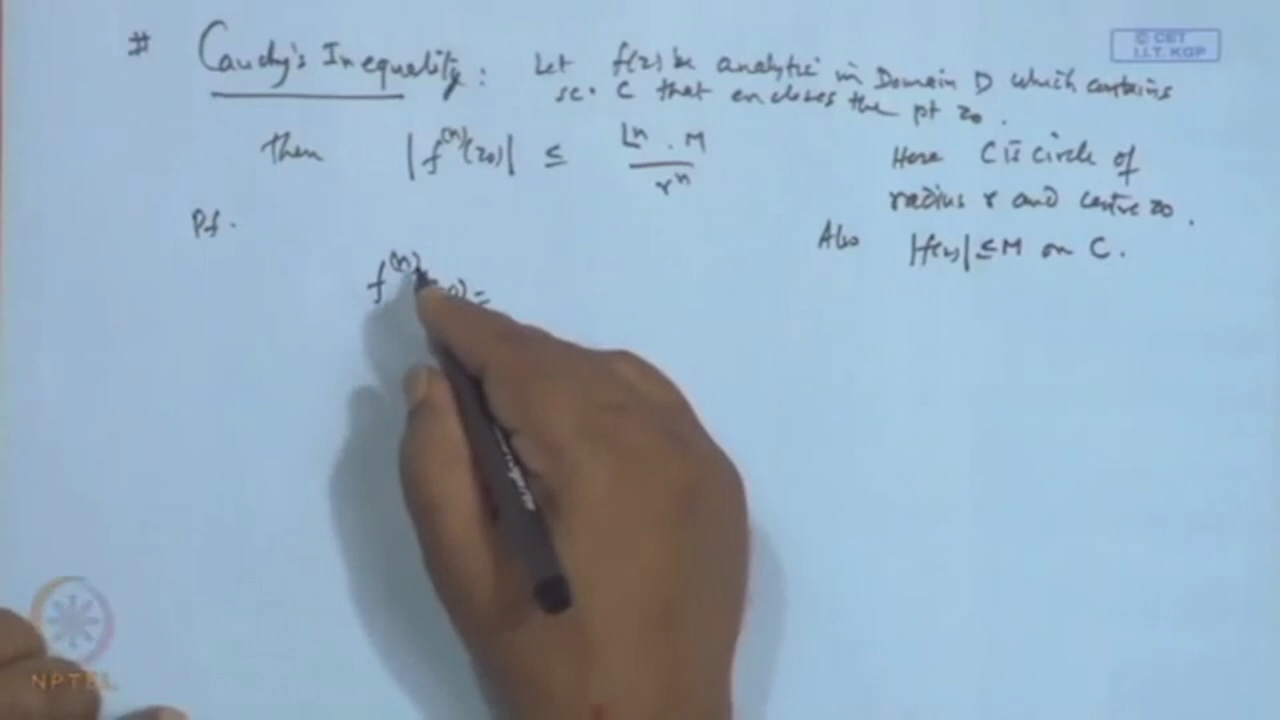 # Cauchy's Inequality : Let f(z) be analytic in Domain D which contains
s.c. C that encloses the pt z₀.
Then |f⁽ⁿ⁾(z₀)| ≤ ⌊n . M / rⁿ
Here C is circle of
radius r and centre z₀.
Also |f(z)| ≤ M on C.
Pf.
f⁽ⁿ⁾ =
© CET
I.I.T. KGP
NPTEL